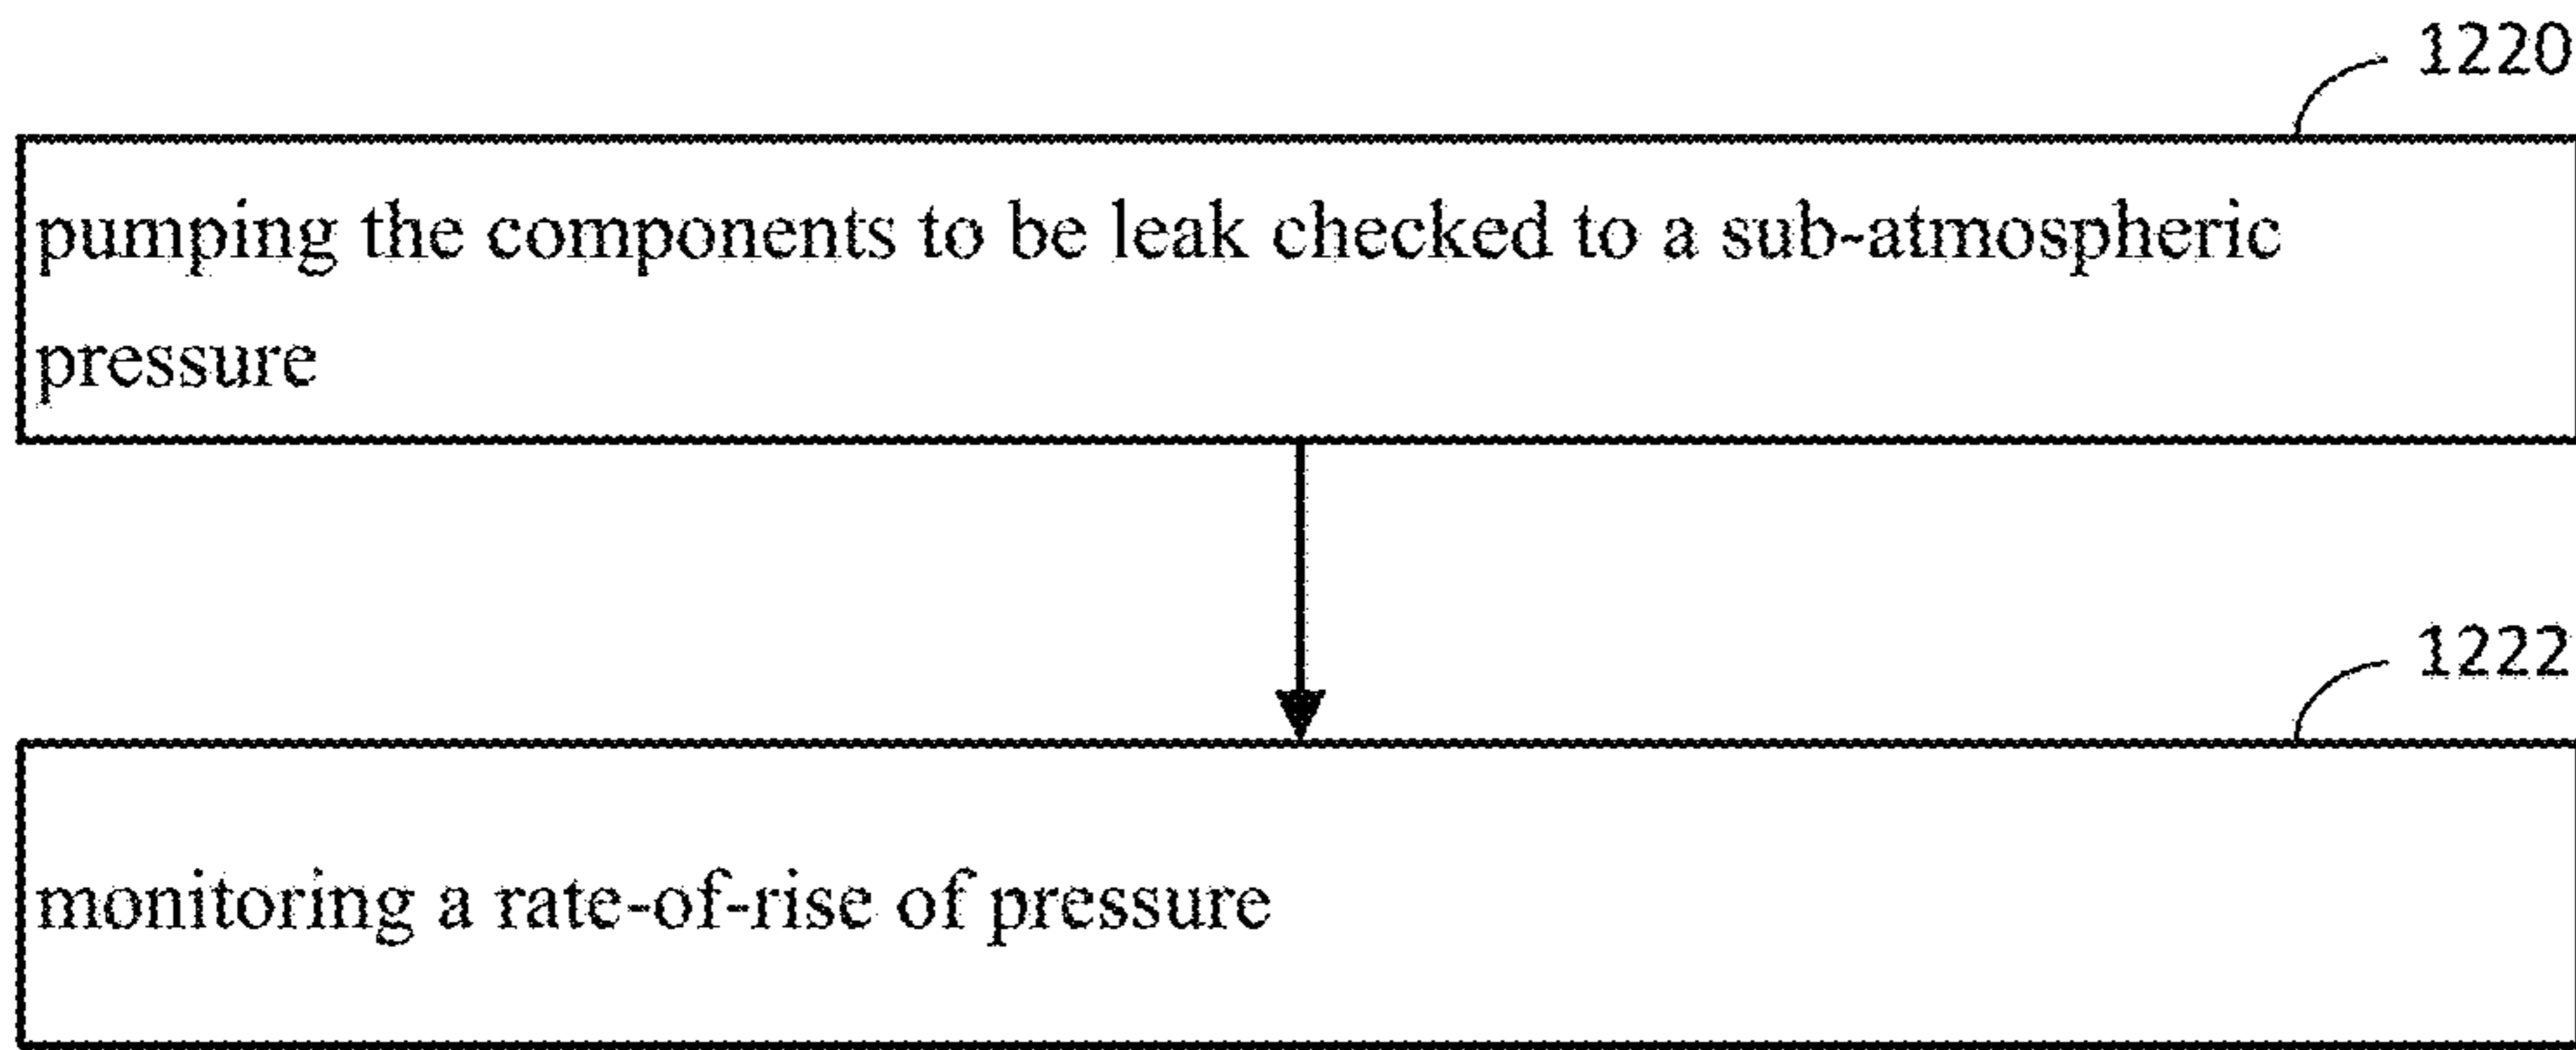 1220
pumping the components to be leak checked to a sub-atmospheric
pressure
1222
monitoring a rate-of-rise of pressure